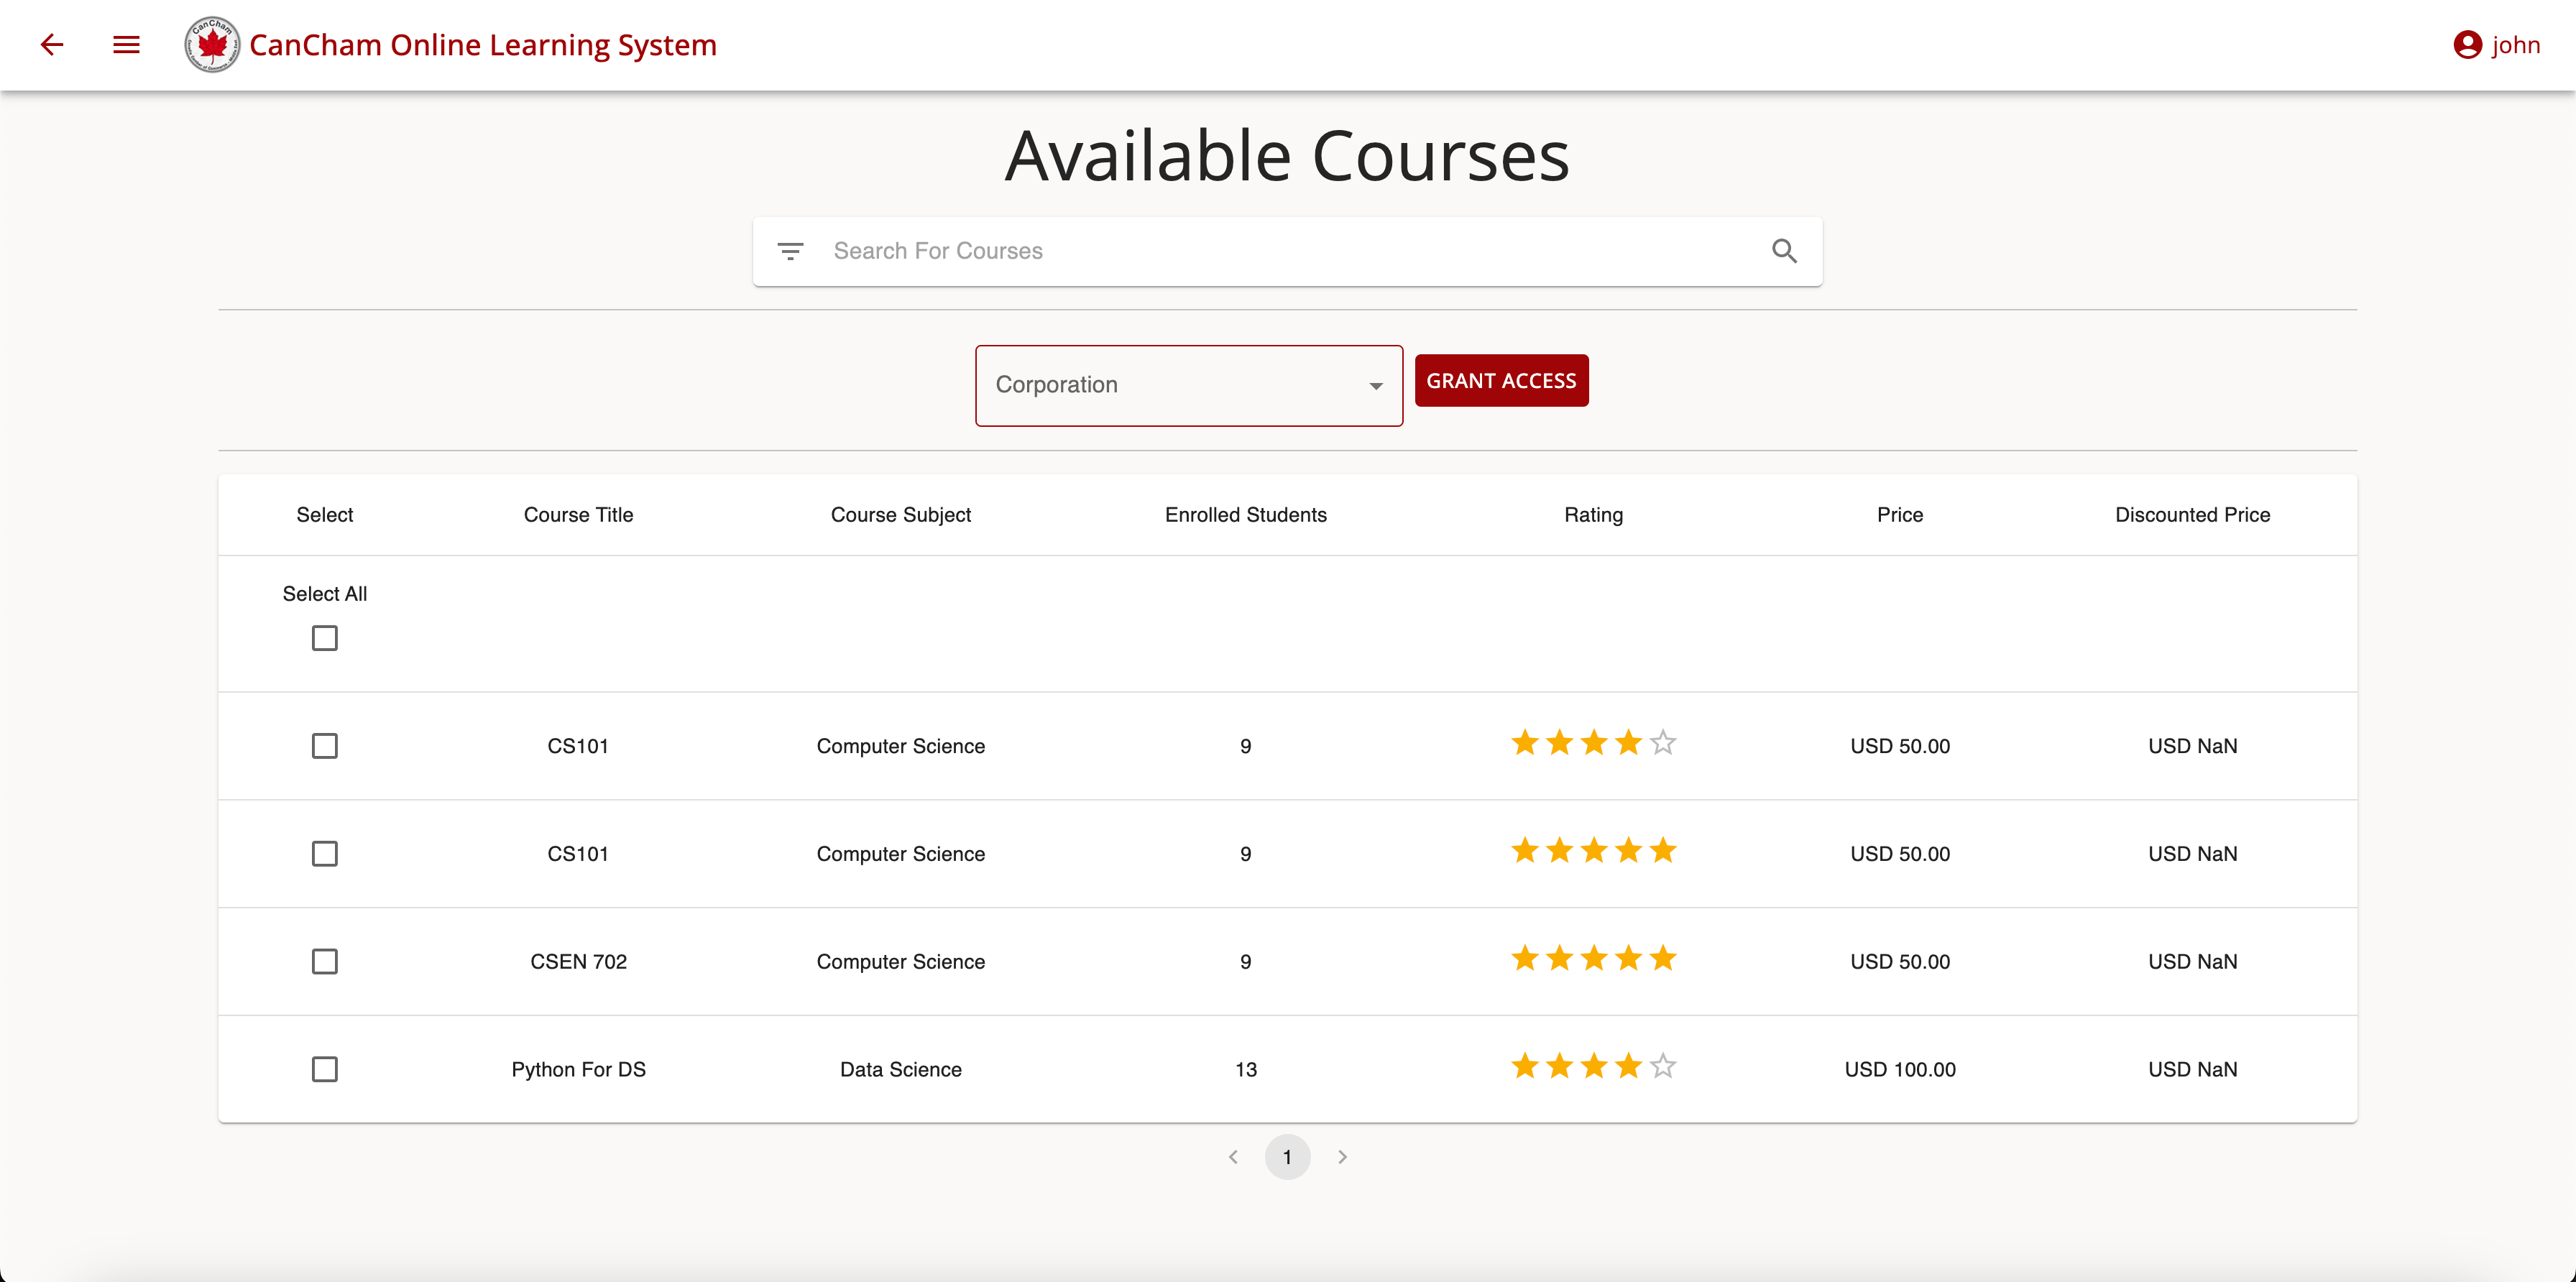 CanCham
CanCham Online Learning System
john
Available Courses
Search For Courses
Corporation
GRANT ACCESS
Select Course Title Course Subject Enrolled Students Rating Price Discounted Price
Select All
CS101 Computer Science 9 USD 50.00 USD NaN
CS101 Computer Science 9 USD 50.00 USD NaN
CSEN 702 Computer Science 9 USD 50.00 USD NaN
Python For DS Data Science 13 USD 100.00 USD NaN
1